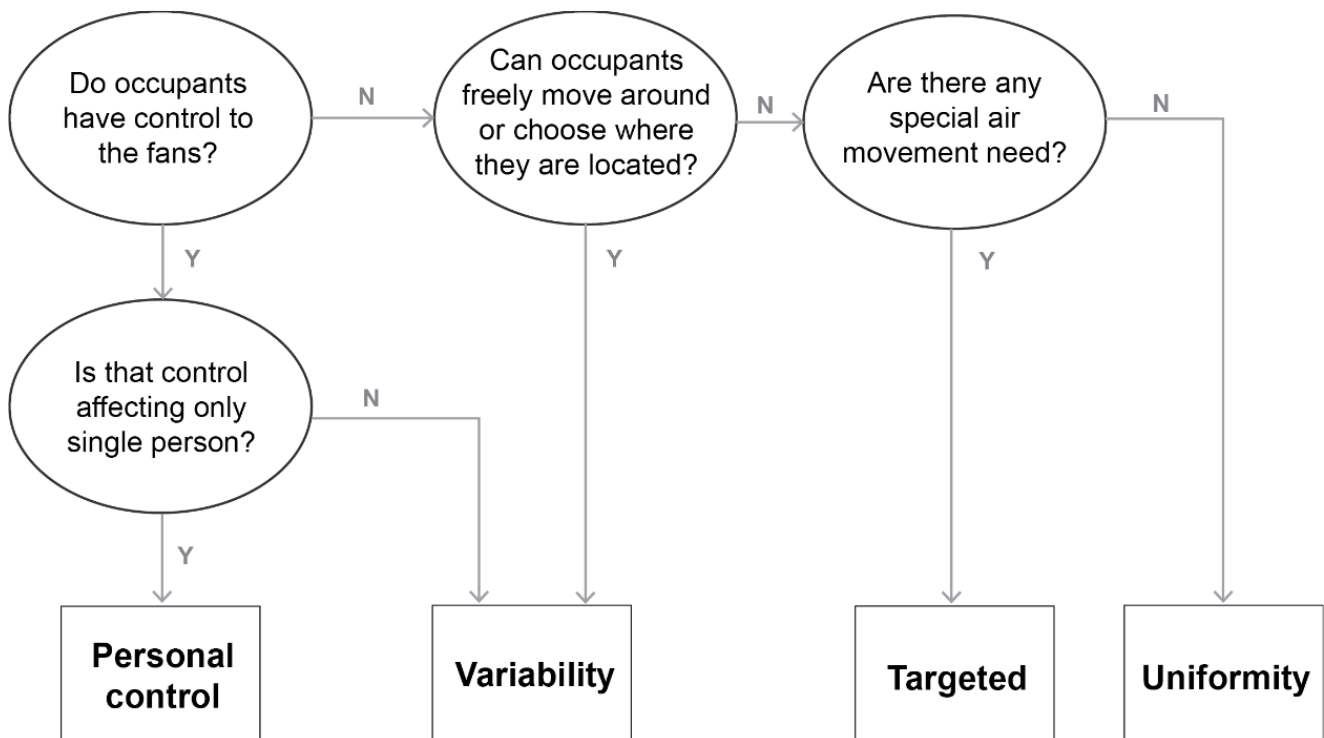 Do occupants
have control to
the fans?
N
Can occupants
freely move around
or choose where
they are located?
N
Are there any
special air
movement need?
N
Y
Y
Y
Is that control
affecting only
single person?
N
Y
Personal
control
Variability
Targeted
Uniformity